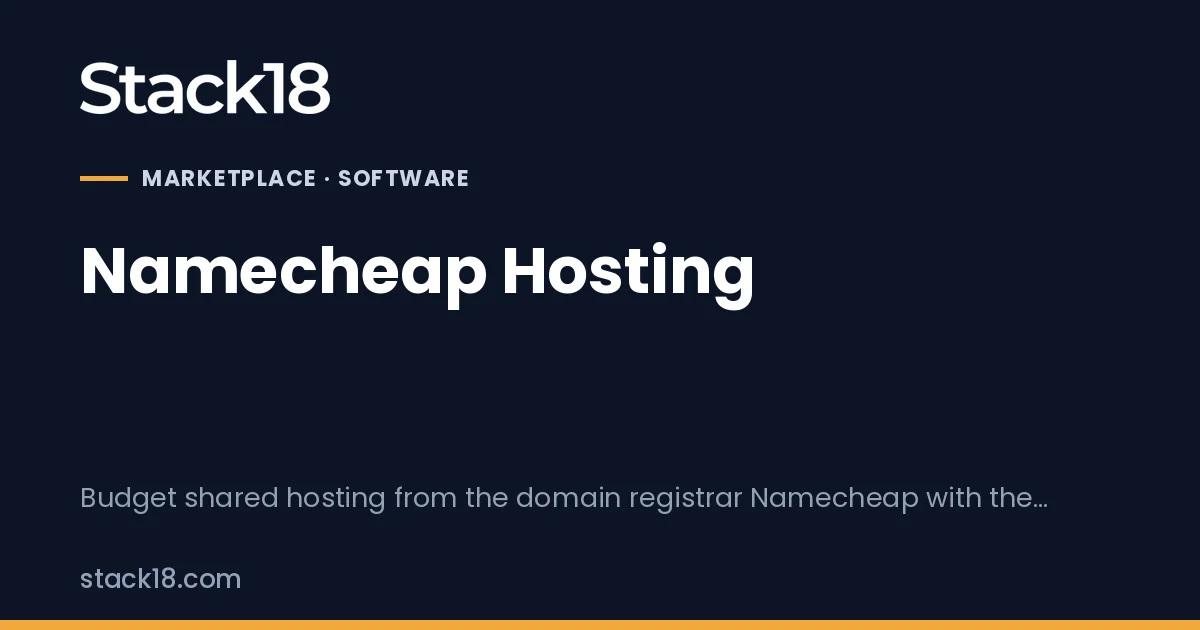 Stack18
MARKETPLACE · SOFTWARE
Namecheap Hosting
Budget shared hosting from the domain registrar Namecheap with the...
stack18.com